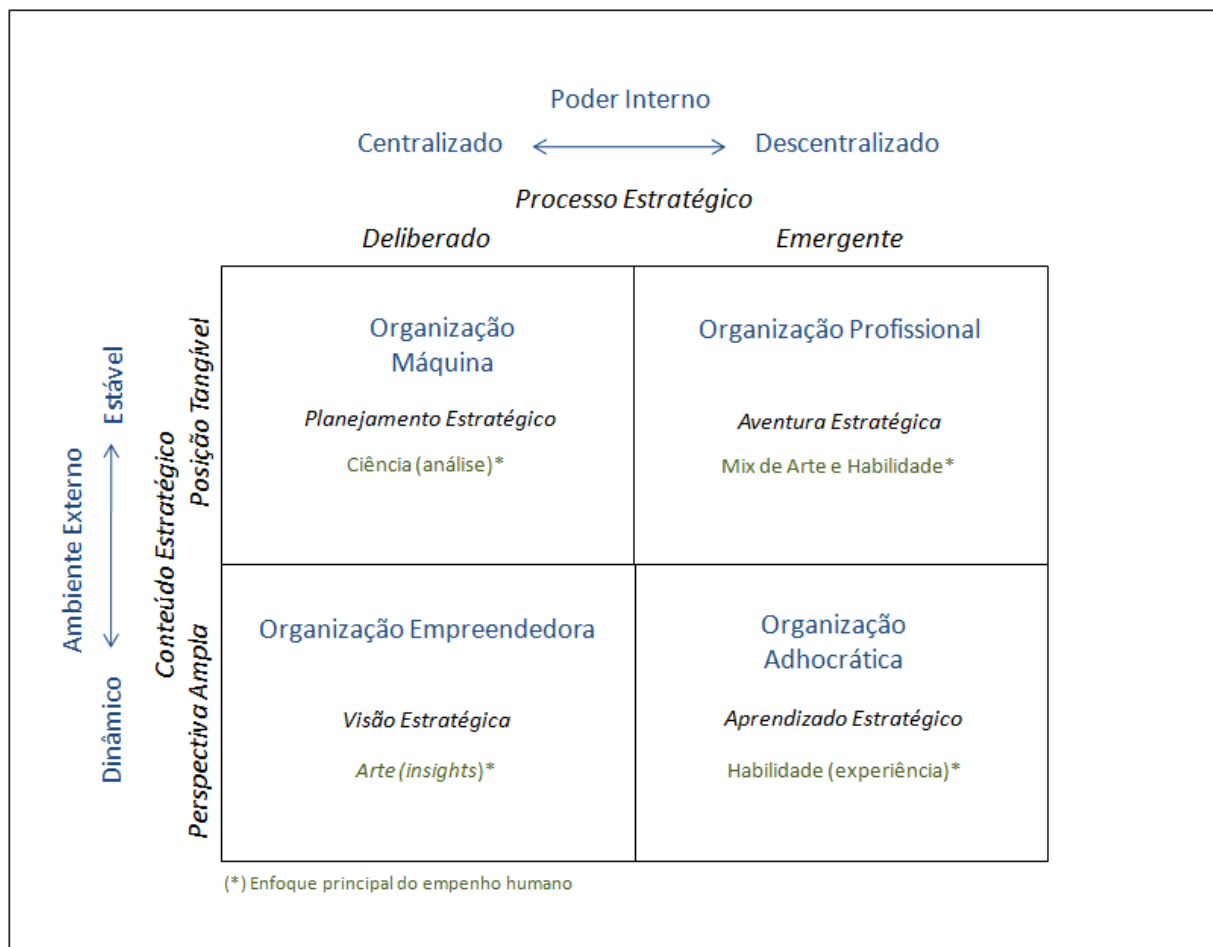 Poder Interno
Centralizado
Descentralizado
Processo Estratégico
Deliberado
Emergente
Ambiente Externo
Estável
Dinâmico
Conteúdo Estratégico
Posição Tangível
Perspectiva Ampla
Organização
Máquina
Planejamento Estratégico
Ciência (análise)*
Organização Profissional
Aventura Estratégica
Mix de Arte e Habilidade*
Organização Empreendedora
Visão Estratégica
Arte (insights)*
Organização
Adhocrática
Aprendizado Estratégico
Habilidade (experiência)*
(*) Enfoque principal do empenho humano